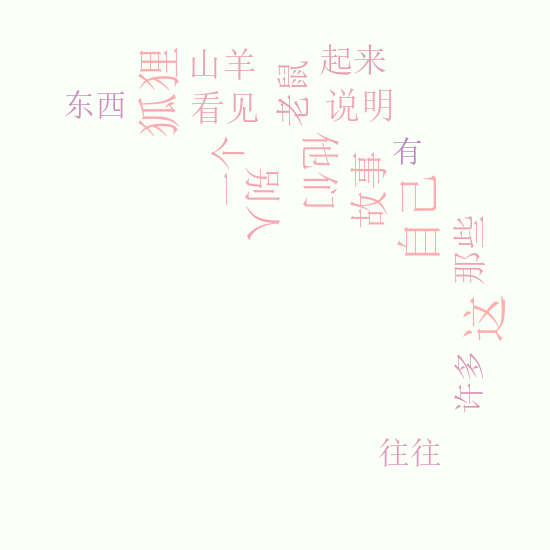 狐狸
山羊
老鼠
起来
东西
看见
说明
一个
别人
他们
故事
有
自己
那些
这
许多
往往